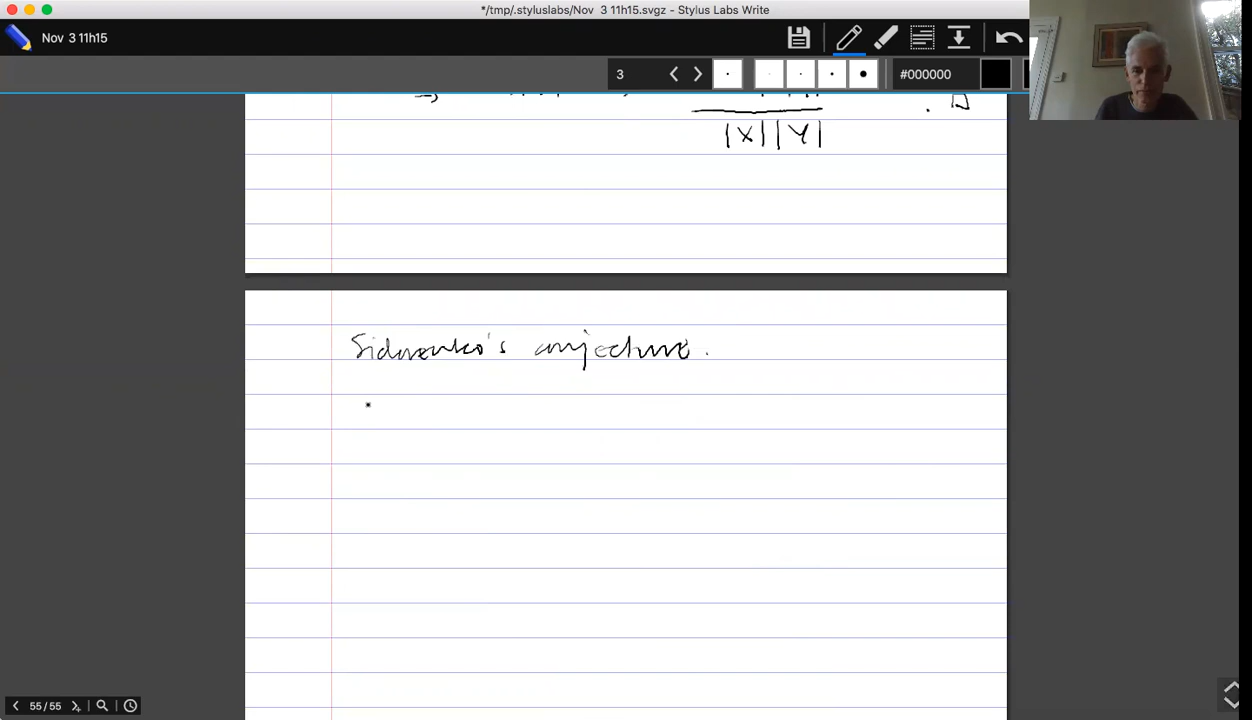 */tmp/.styluslabs/Nov 3 11h15.svgz - Stylus Labs Write
Nov 3 11h15
3
#000000
|X||Y|
Sidorenko's conjecture.
55/55